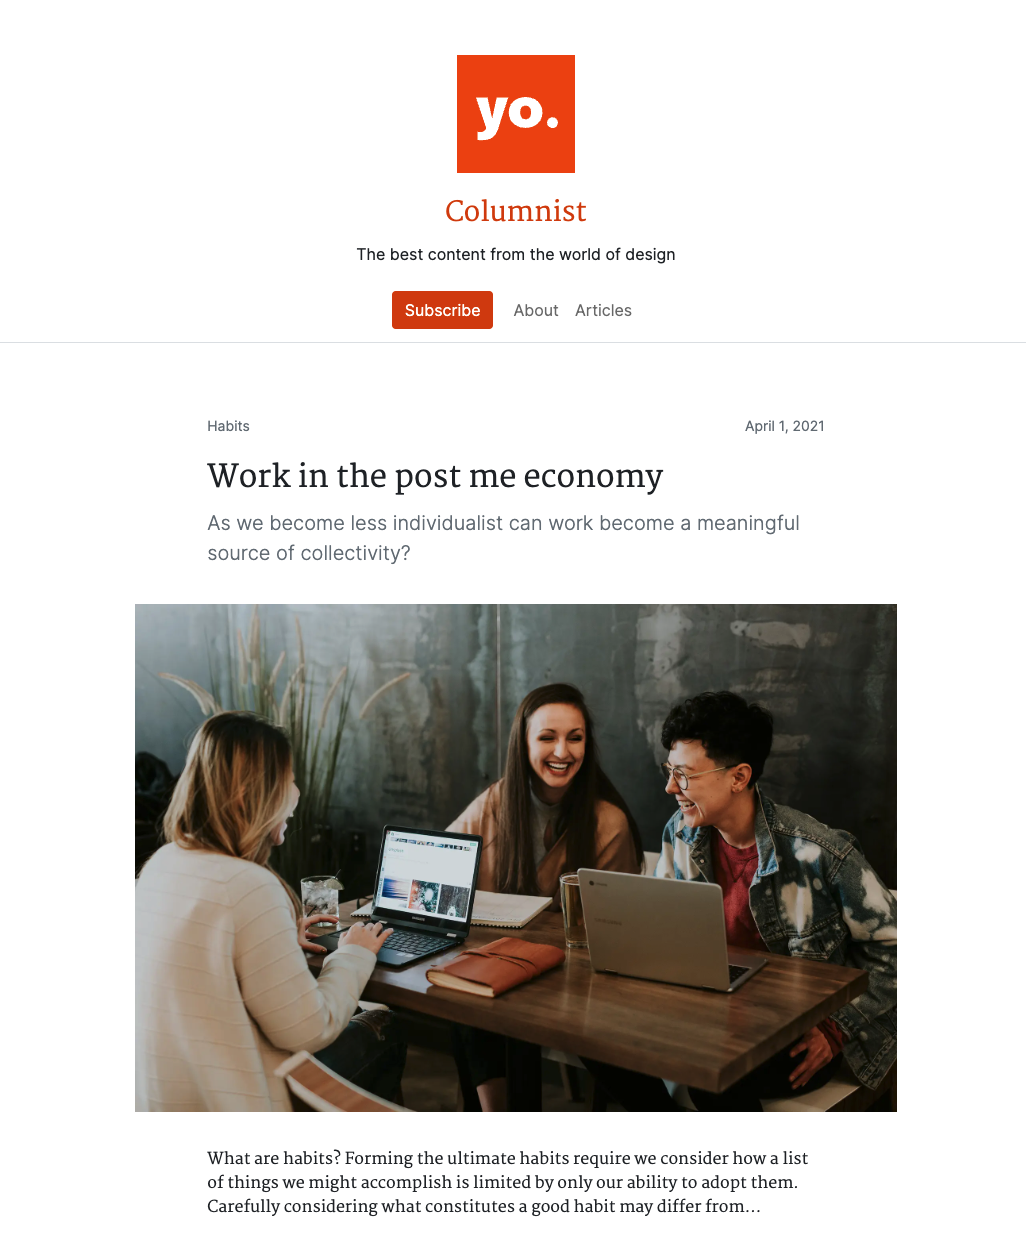 yo.
Columnist
The best content from the world of design
Subscribe About Articles
Habits April 1, 2021
Work in the post me economy
As we become less individualist can work become a meaningful
source of collectivity?
What are habits? Forming the ultimate habits require we consider how a list
of things we might accomplish is limited by only our ability to adopt them.
Carefully considering what constitutes a good habit may differ from…